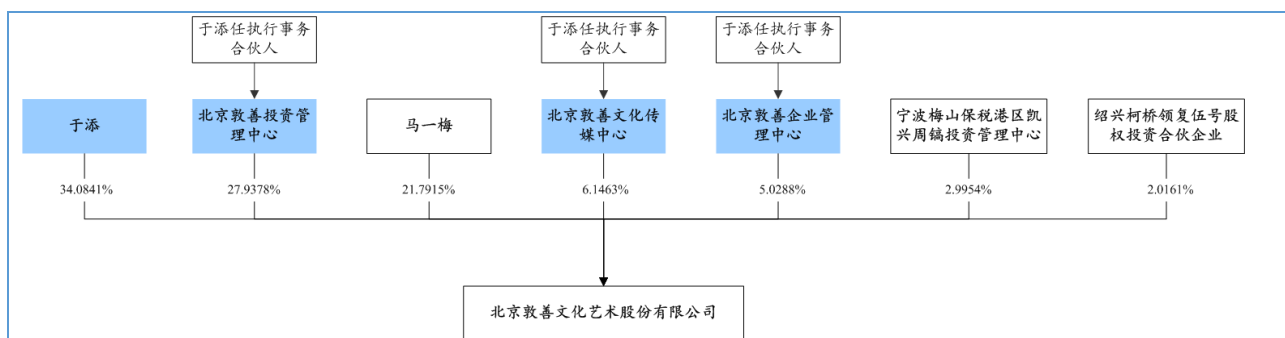 于添任执行事务
合伙人
于添任执行事务
合伙人
于添任执行事务
合伙人
于添
北京敦善投资管
理中心
马一梅
北京敦善文化传
媒中心
北京敦善企业管
理中心
宁波梅山保税港区凯
兴周镐投资管理中心
绍兴柯桥领复伍号股
权投资合伙企业
34.0841%
27.9378%
21.7915%
6.1463%
5.0288%
2.9954%
2.0161%
北京敦善文化艺术股份有限公司